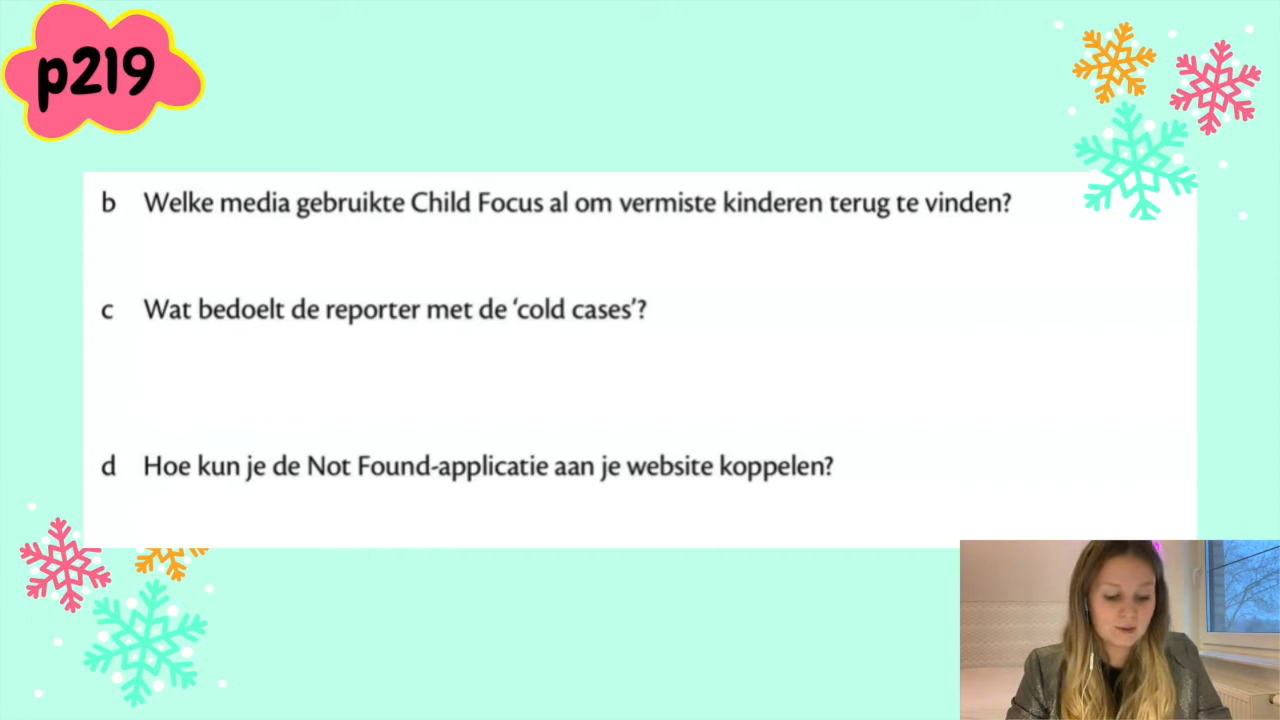 p219
b Welke media gebruikte Child Focus al om vermiste kinderen terug te vinden?
c Wat bedoelt de reporter met de ‘cold cases’?
d Hoe kun je de Not Found-applicatie aan je website koppelen?